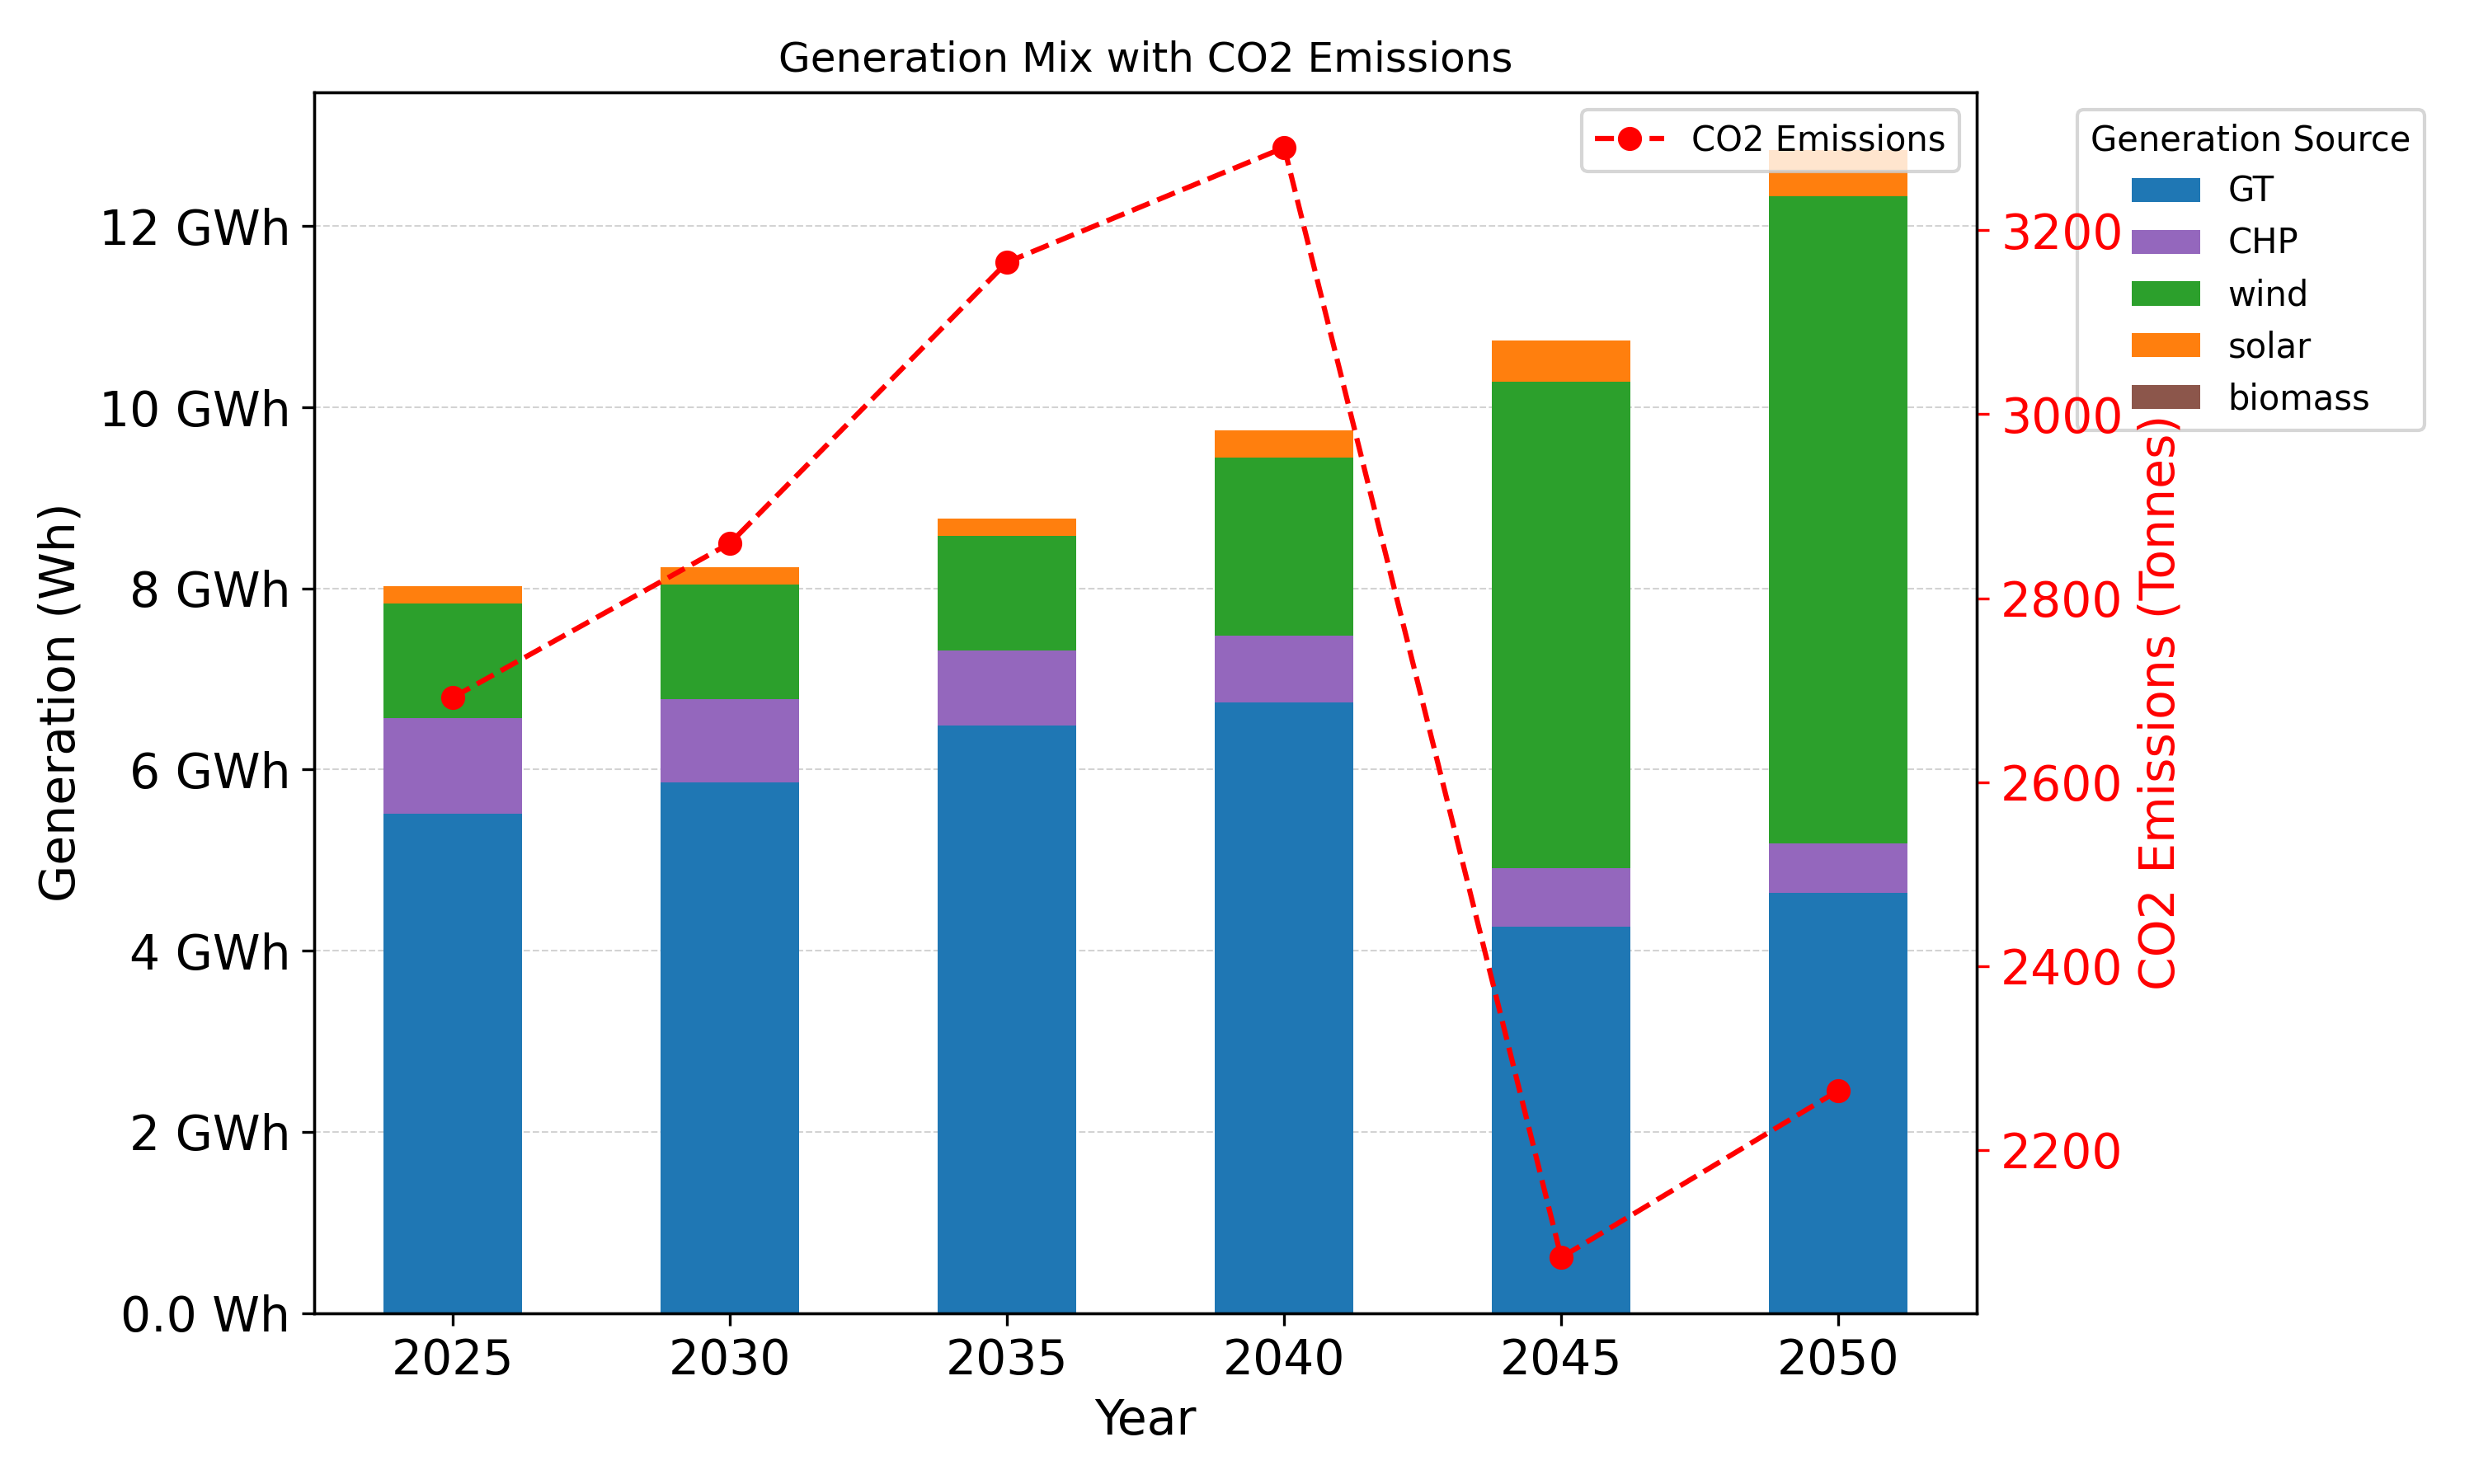 Generation Mix with CO2 Emissions
CO2 Emissions
Generation Source
GT
CHP
wind
solar
biomass
Generation (Wh)
12 GWh
10 GWh
8 GWh
6 GWh
4 GWh
2 GWh
0.0 Wh
3200
3000
2800
2600
2400
2200
CO2 Emissions (Tonnes)
2025 2030 2035 2040 2045 2050
Year